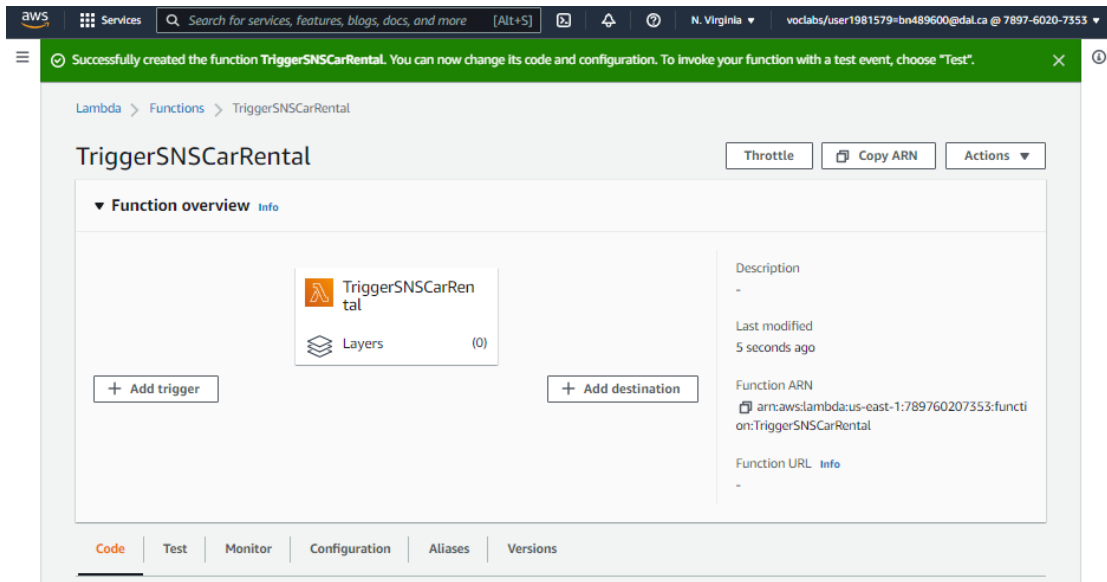 aws Services Search for services, features, blogs, docs, and more [Alt+S] N. Virginia ▼ voclabs/user1981579=bn489600@dal.ca @ 7897-6020-7353 ▼
Successfully created the function TriggerSNSCarRental. You can now change its code and configuration. To invoke your function with a test event, choose "Test".
Lambda > Functions > TriggerSNSCarRental
TriggerSNSCarRental
Throttle Copy ARN Actions ▼
▼ Function overview Info
TriggerSNSCarRen
tal
Layers (0)
+ Add trigger
+ Add destination
Description
-
Last modified
5 seconds ago
Function ARN
arn:aws:lambda:us-east-1:789760207353:functi
on:TriggerSNSCarRental
Function URL Info
-
Code Test Monitor Configuration Aliases Versions